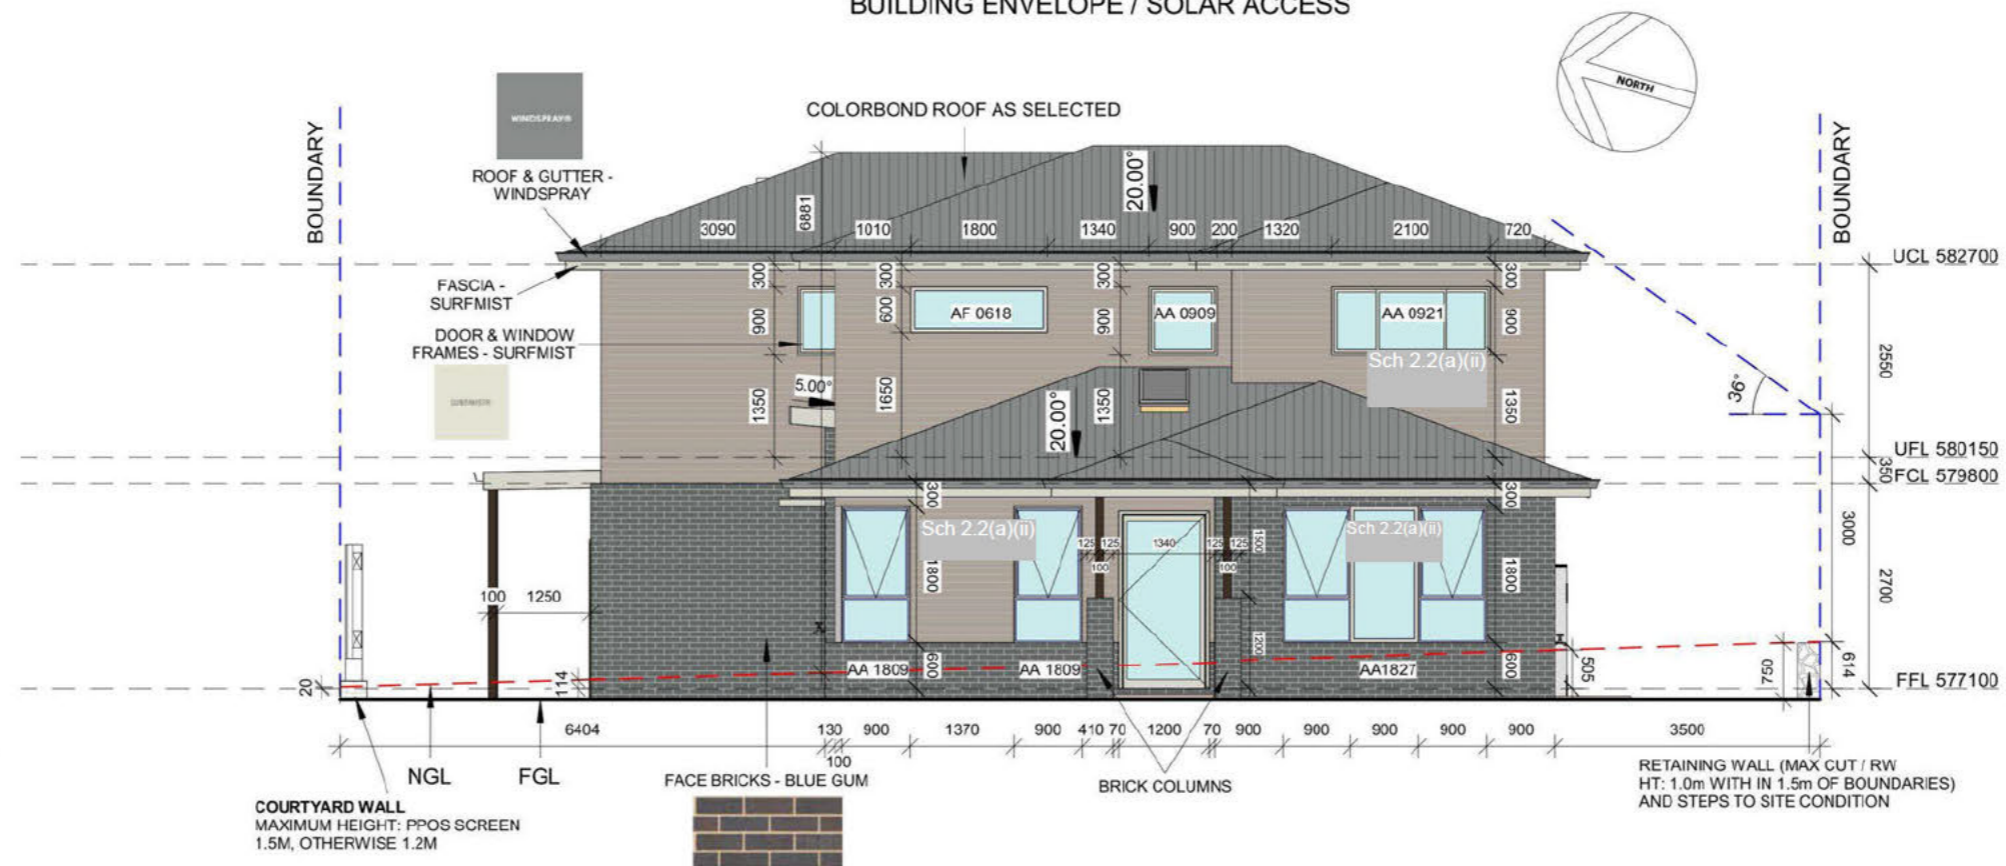 BUILDING ENVELOPE / SOLAR ACCESS
NORTH
BOUNDARY
BOUNDARY
WINDSPRAY®
COLORBOND ROOF AS SELECTED
ROOF & GUTTER -
WINDSPRAY
20.00°
6881
3090
1010
1800
1340
900
200
1320
2100
720
UCL 582700
FASCIA -
SURFMIST
300
300
300
300
AF 0618
AA 0909
AA 0921
900
600
900
900
DOOR & WINDOW
FRAMES - SURFMIST
SURFMIST®
Sch 2.2(a)(ii)
2550
36°
5.00°
1350
1650
20.00°
1350
1350
UFL 580150
350
FCL 579800
300
300
Sch 2.2(a)(ii)
Sch 2.2(a)(ii)
125
125
1340
125
125
1500
100
100
3000
1800
1800
2700
100
1250
1200
AA 1809
600
AA 1809
AA1827
600
505
750
614
20
114
FFL 577100
6404
130
900
1370
900
410
70
1200
70
900
900
900
900
900
3500
100
NGL
FGL
FACE BRICKS - BLUE GUM
BRICK COLUMNS
RETAINING WALL (MAX CUT / RW
HT: 1.0m WITH IN 1.5m OF BOUNDARIES)
AND STEPS TO SITE CONDITION
COURTYARD WALL
MAXIMUM HEIGHT: PPOS SCREEN
1.5M, OTHERWISE 1.2M